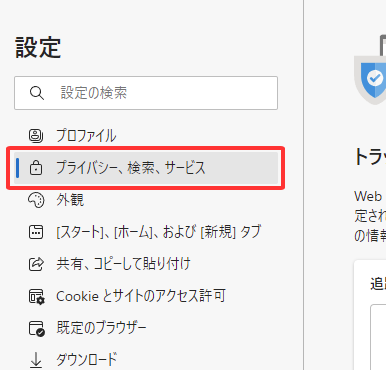 設定
設定の検索
プロファイル
プライバシー、検索、サービス
外観
[スタート]、[ホーム]、および [新規] タブ
共有、コピーして貼り付け
Cookie とサイトのアクセス許可
既定のブラウザー
ダウンロード
トラッ
Web
定され
の情報
追